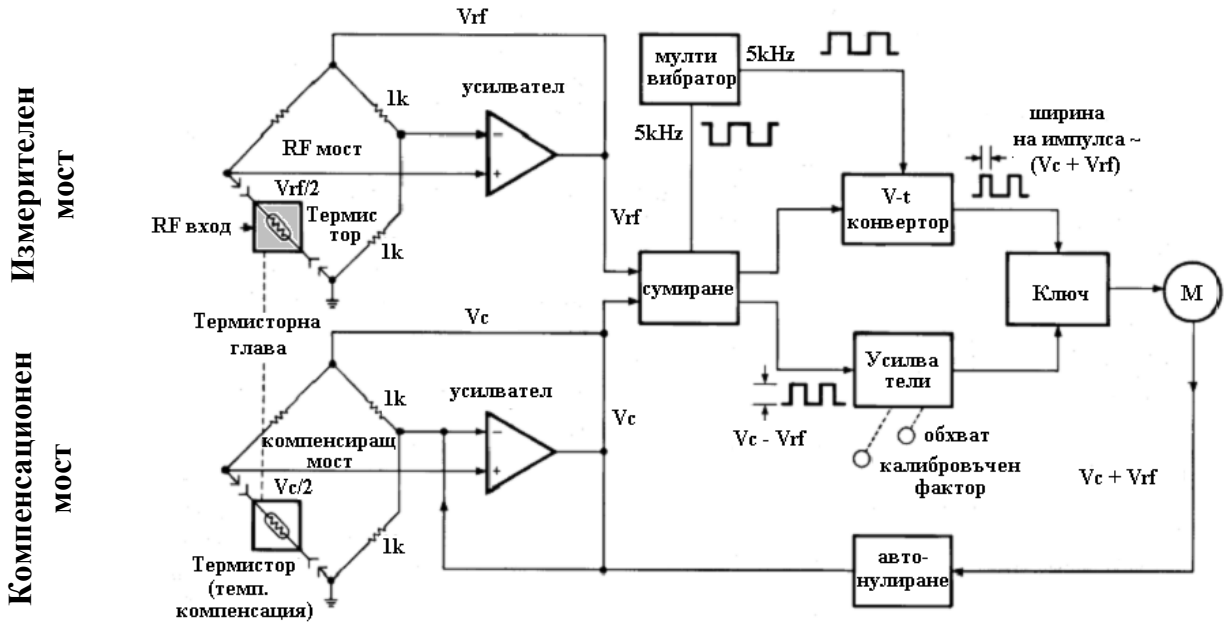 Измерителен
мост
Компенсационен
мост
Vrf
1k
усилвател
−
+
RF мост
Vrf/2
Термис
тор
RF вход
1k
Vrf
Термисторна
глава
мулти
вибратор
5kHz
5kHz
ширина
на импулса ~
(Vc + Vrf)
V-t
конвертор
сумиране
Ключ
M
Vc
1k
усилвател
−
+
компенсиращ
мост
Vc
Vc/2
1k
Термистор
(темп.
компенсация)
Усилва
тели
Vc - Vrf
обхват
калибровъчен
фактор
Vc + Vrf
авто-
нулиране